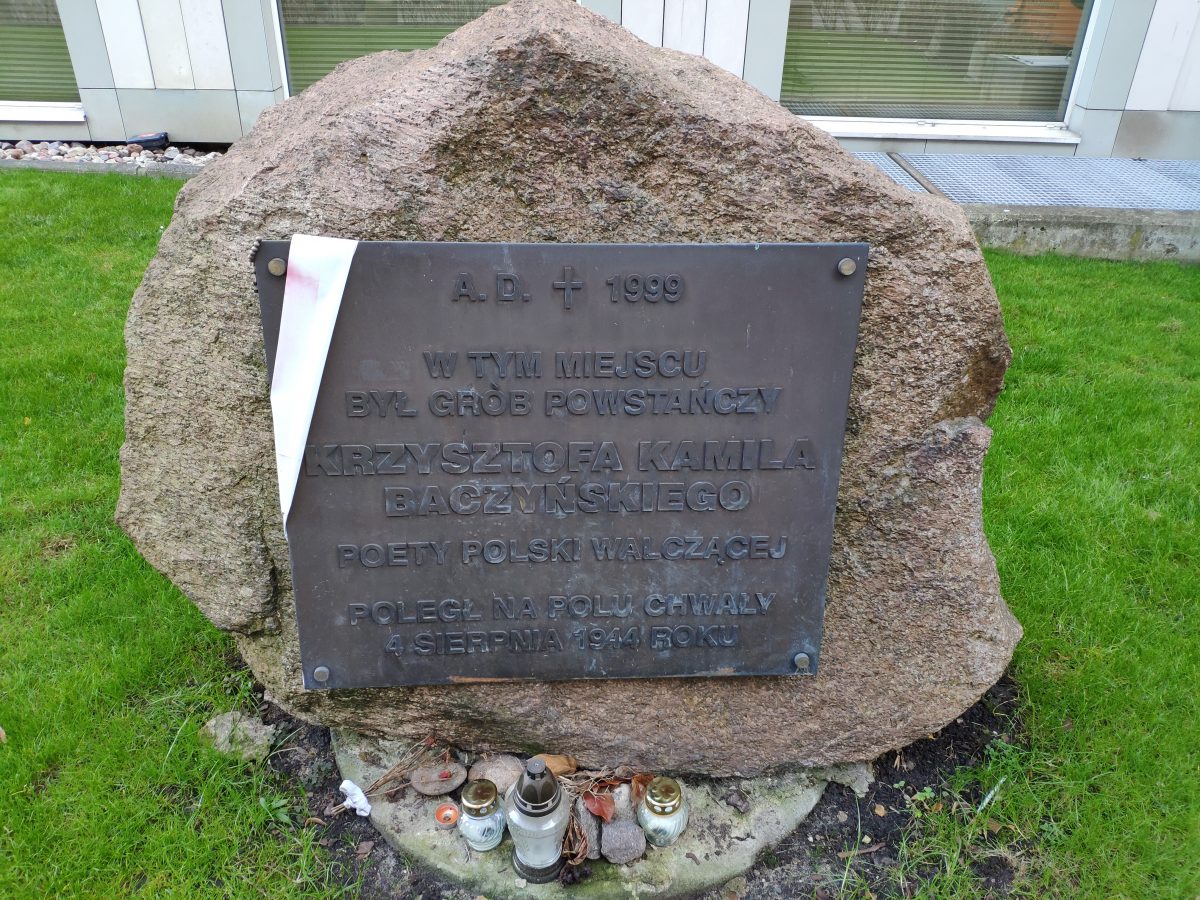 A. D. ✝ 1999
W TYM MIEJSCU
BYŁ GRÓB POWSTAŃCZY
KRZYSZTOFA KAMILA
BACZYŃSKIEGO
POETY POLSKI WALCZĄCEJ
POLEGŁ NA POLU CHWAŁY
4 SIERPNIA 1944 ROKU